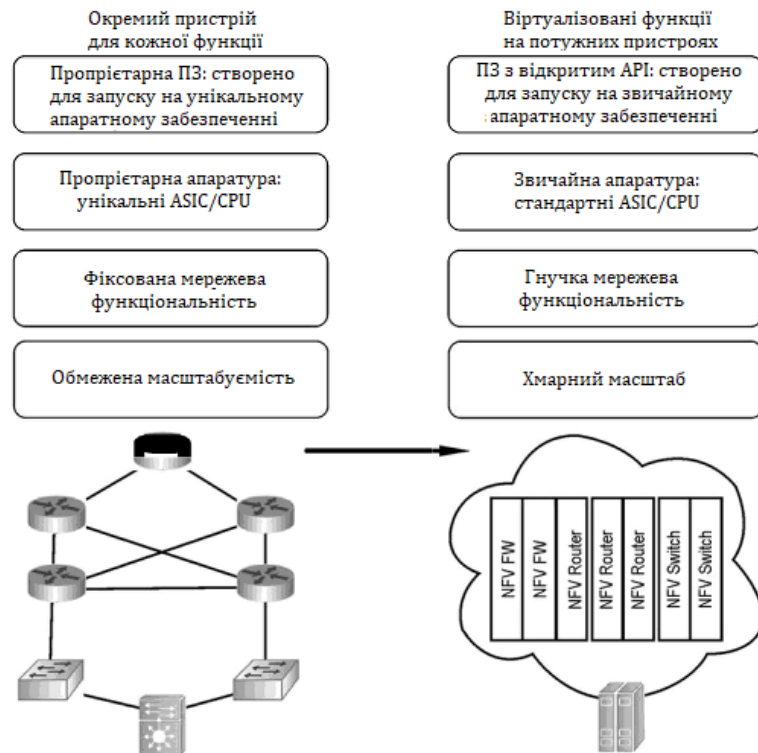 Окремий пристрій
для кожної функції
Пропрієтарна ПЗ: створено
для запуску на унікальному
апаратному забезпеченні
Пропрієтарна апаратура:
унікальні ASIC/CPU
Фіксована мережева
функціональність
Обмежена масштабуємість
Віртуалізовані функції
на потужних пристроях
ПЗ з відкритим API: створено
для запуску на звичайному
апаратному забезпеченні
Звичайна апаратура:
стандартні ASIC/CPU
Гнучка мережева
функціональність
Хмарний масштаб
NFV FW
NFV FW
NFV Router
NFV Router
NFV Router
NFV Switch
NFV Switch